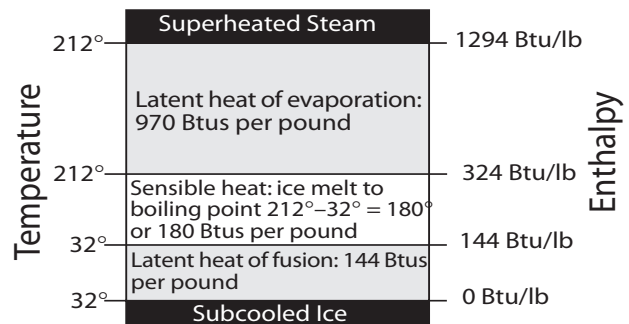 Superheated Steam
212°
1294 Btu/lb
Latent heat of evaporation:
970 Btus per pound
Temperature
Enthalpy
212°
324 Btu/lb
Sensible heat: ice melt to
boiling point 212°–32° = 180°
or 180 Btus per pound
32°
144 Btu/lb
Latent heat of fusion: 144 Btus
per pound
32°
0 Btu/lb
Subcooled Ice